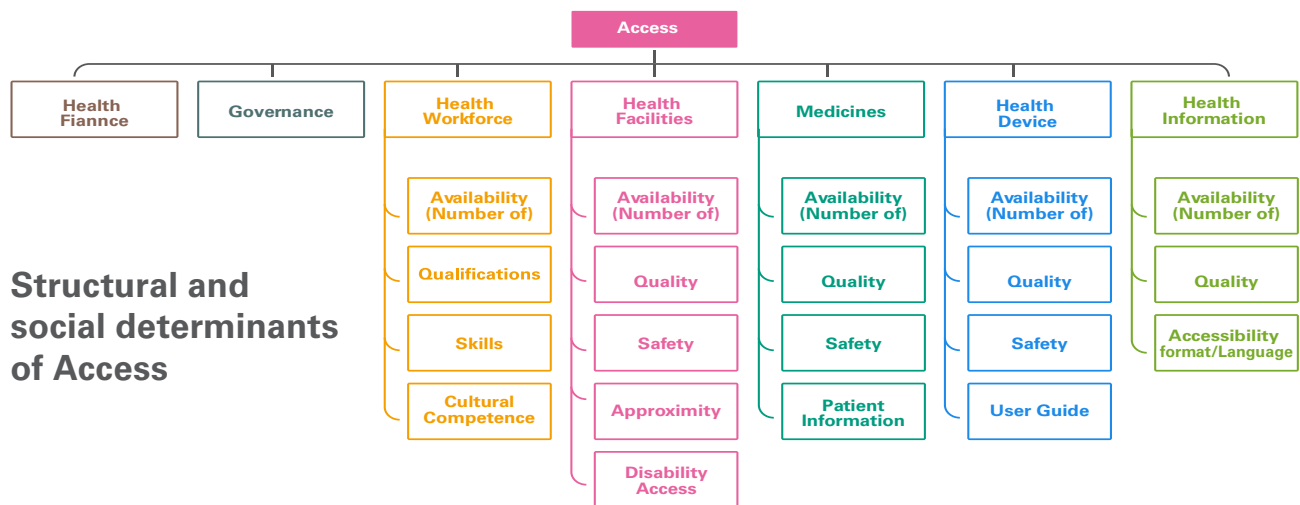 Access
Health
Fiannce
Governance
Health
Workforce
Health
Facilities
Medicines
Health
Device
Health
Information
Availability
(Number of)
Availability
(Number of)
Availability
(Number of)
Availability
(Number of)
Availability
(Number of)
Qualifications
Quality
Quality
Quality
Quality
Structural and
social determinants
of Access
Skills
Safety
Safety
Safety
Accessibility
format/Language
Cultural
Competence
Approximity
Patient
Information
User Guide
Disability
Access